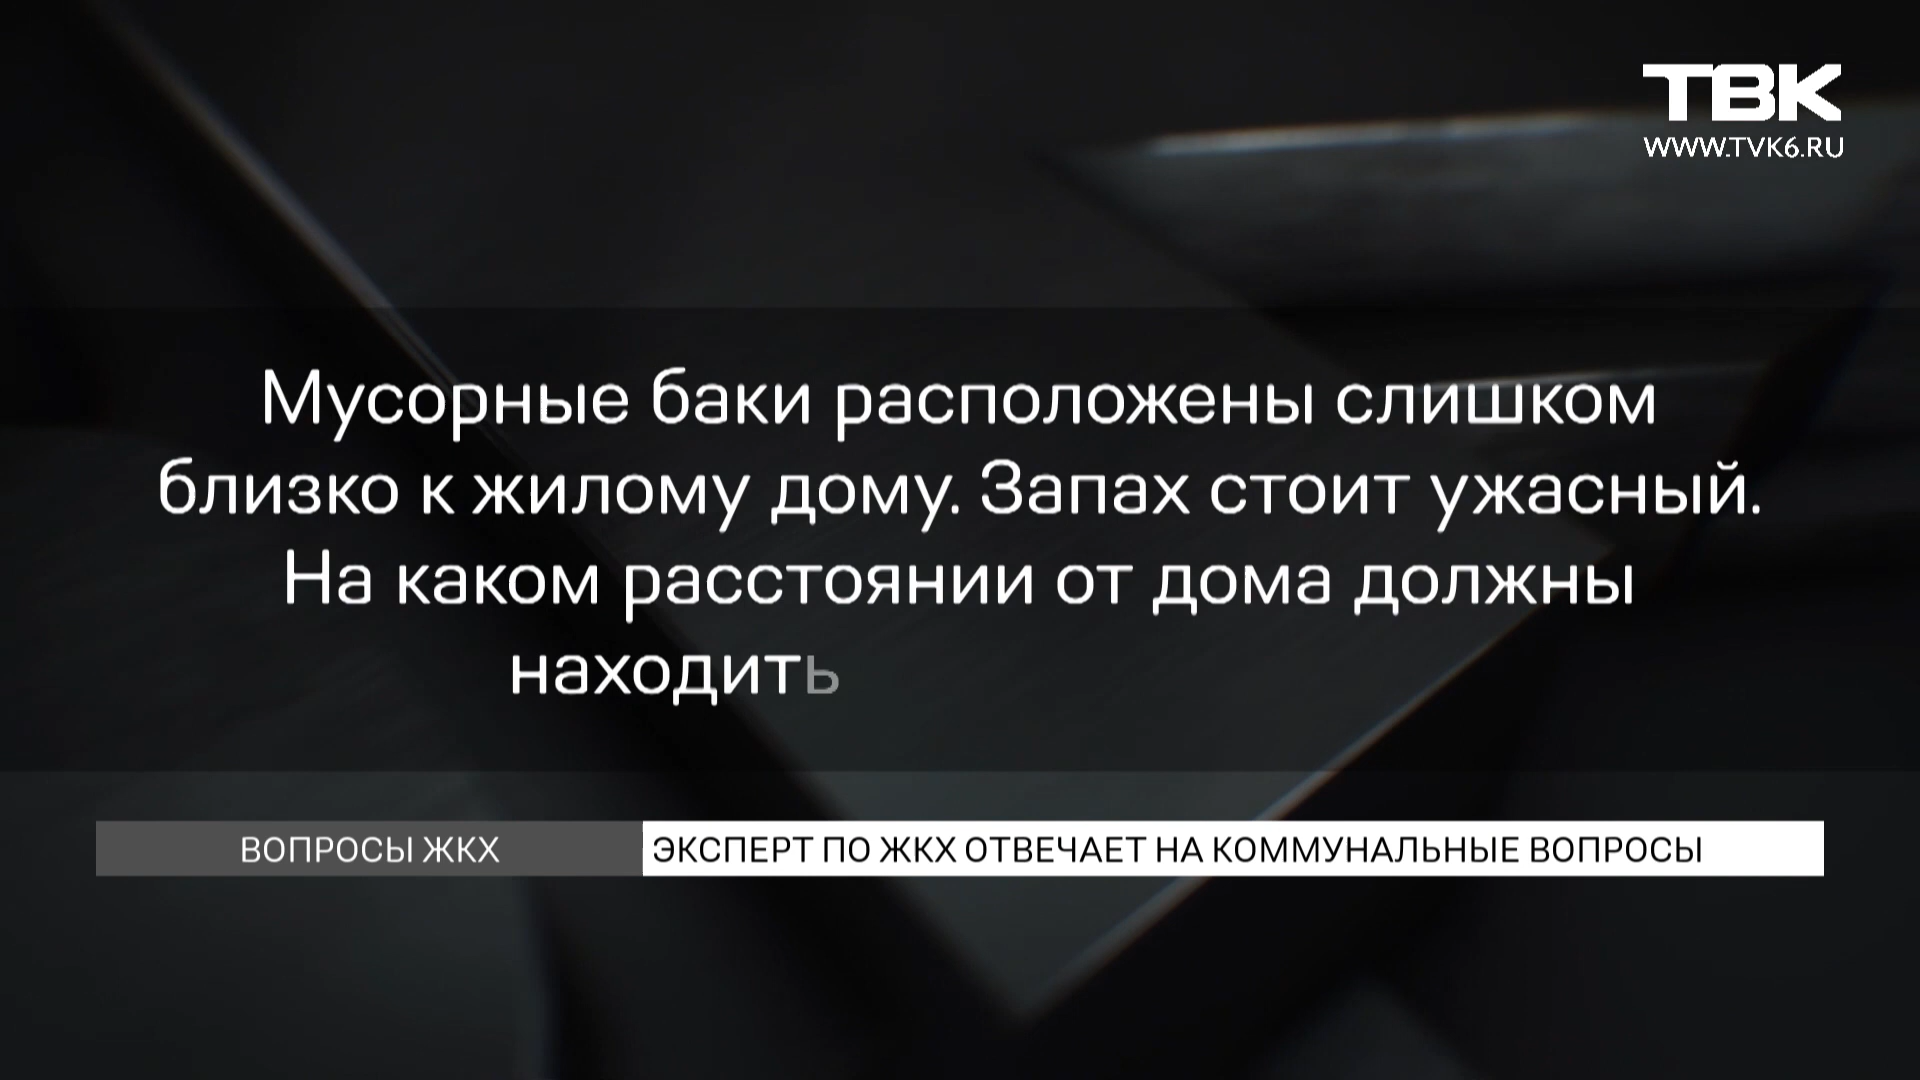 ТВК
WWW.TVK6.RU
Мусорные баки расположены слишком
близко к жилому дому. Запах стоит ужасный.
На каком расстоянии от дома должны
находить
ВОПРОСЫ ЖКХ
ЭКСПЕРТ ПО ЖКХ ОТВЕЧАЕТ НА КОММУНАЛЬНЫЕ ВОПРОСЫ